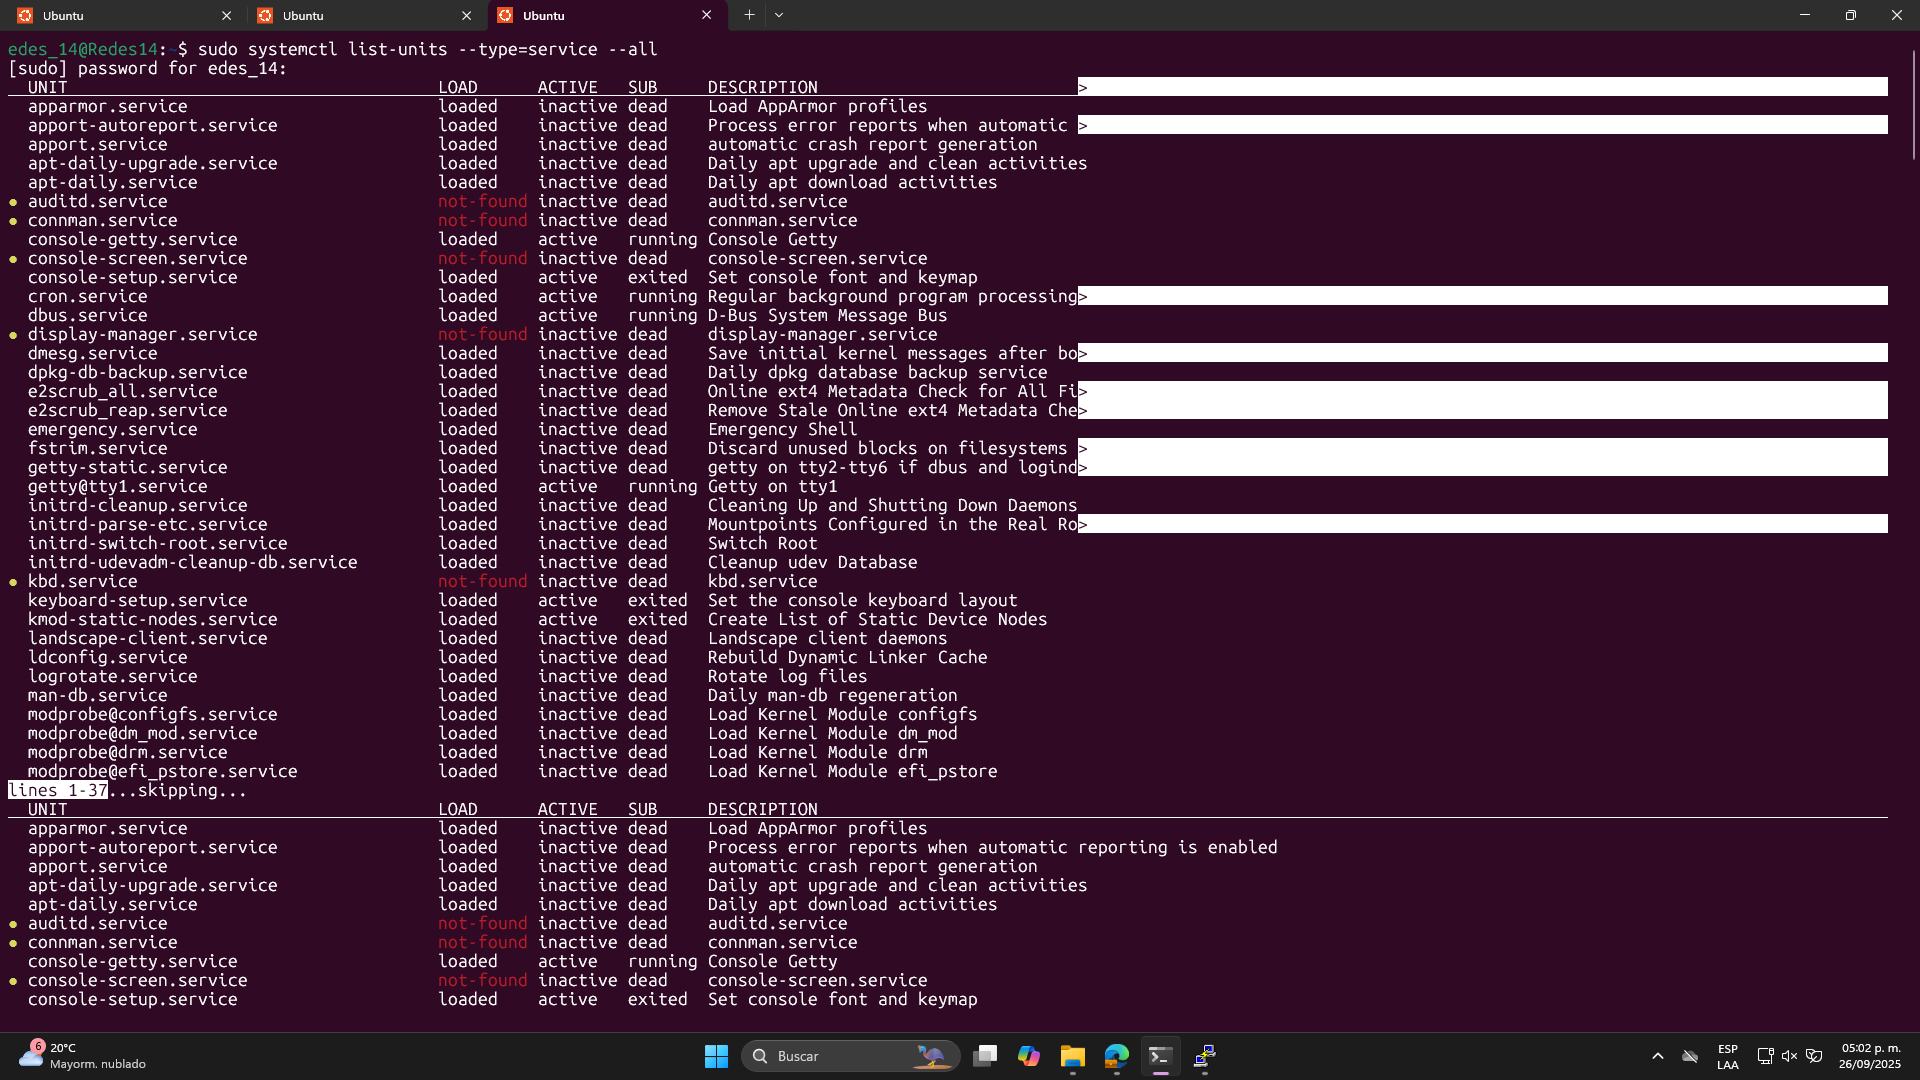 Ubuntu
Ubuntu
Ubuntu
edes_14@Redes14:~$ sudo systemctl list-units --type=service --all
[sudo] password for edes_14:
UNIT LOAD ACTIVE SUB DESCRIPTION >
apparmor.service loaded inactive dead Load AppArmor profiles
apport-autoreport.service loaded inactive dead Process error reports when automatic >
apport.service loaded inactive dead automatic crash report generation
apt-daily-upgrade.service loaded inactive dead Daily apt upgrade and clean activities
apt-daily.service loaded inactive dead Daily apt download activities
● auditd.service not-found inactive dead auditd.service
● connman.service not-found inactive dead connman.service
console-getty.service loaded active running Console Getty
● console-screen.service not-found inactive dead console-screen.service
console-setup.service loaded active exited Set console font and keymap
cron.service loaded active running Regular background program processing>
dbus.service loaded active running D-Bus System Message Bus
● display-manager.service not-found inactive dead display-manager.service
dmesg.service loaded inactive dead Save initial kernel messages after bo>
dpkg-db-backup.service loaded inactive dead Daily dpkg database backup service
e2scrub_all.service loaded inactive dead Online ext4 Metadata Check for All Fi>
e2scrub_reap.service loaded inactive dead Remove Stale Online ext4 Metadata Che>
emergency.service loaded inactive dead Emergency Shell
fstrim.service loaded inactive dead Discard unused blocks on filesystems >
getty-static.service loaded inactive dead getty on tty2-tty6 if dbus and logind>
getty@tty1.service loaded active running Getty on tty1
initrd-cleanup.service loaded inactive dead Cleaning Up and Shutting Down Daemons
initrd-parse-etc.service loaded inactive dead Mountpoints Configured in the Real Ro>
initrd-switch-root.service loaded inactive dead Switch Root
initrd-udevadm-cleanup-db.service loaded inactive dead Cleanup udev Database
● kbd.service not-found inactive dead kbd.service
keyboard-setup.service loaded active exited Set the console keyboard layout
kmod-static-nodes.service loaded active exited Create List of Static Device Nodes
landscape-client.service loaded inactive dead Landscape client daemons
ldconfig.service loaded inactive dead Rebuild Dynamic Linker Cache
logrotate.service loaded inactive dead Rotate log files
man-db.service loaded inactive dead Daily man-db regeneration
modprobe@configfs.service loaded inactive dead Load Kernel Module configfs
modprobe@dm_mod.service loaded inactive dead Load Kernel Module dm_mod
modprobe@drm.service loaded inactive dead Load Kernel Module drm
modprobe@efi_pstore.service loaded inactive dead Load Kernel Module efi_pstore
lines 1-37...skipping...
UNIT LOAD ACTIVE SUB DESCRIPTION
apparmor.service loaded inactive dead Load AppArmor profiles
apport-autoreport.service loaded inactive dead Process error reports when automatic reporting is enabled
apport.service loaded inactive dead automatic crash report generation
apt-daily-upgrade.service loaded inactive dead Daily apt upgrade and clean activities
apt-daily.service loaded inactive dead Daily apt download activities
● auditd.service not-found inactive dead auditd.service
● connman.service not-found inactive dead connman.service
console-getty.service loaded active running Console Getty
● console-screen.service not-found inactive dead console-screen.service
console-setup.service loaded active exited Set console font and keymap
6
20°C
Mayorm. nublado
Buscar
ESP
LAA
05:02 p. m.
26/09/2025